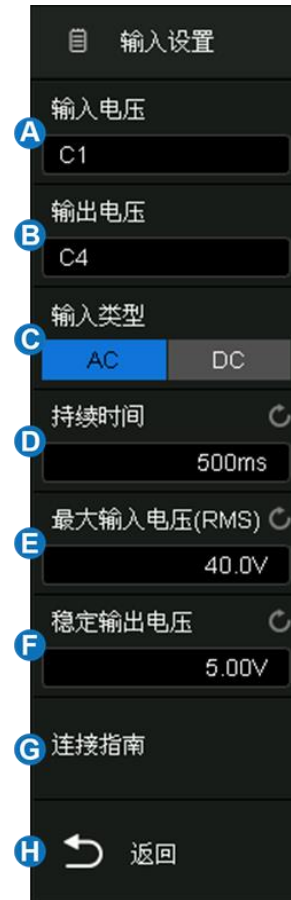 输入设置
A
输入电压
C1
B
输出电压
C4
C
输入类型
AC DC
D
持续时间
500ms
E
最大输入电压(RMS)
40.0V
F
稳定输出电压
5.00V
G 连接指南
H 返回